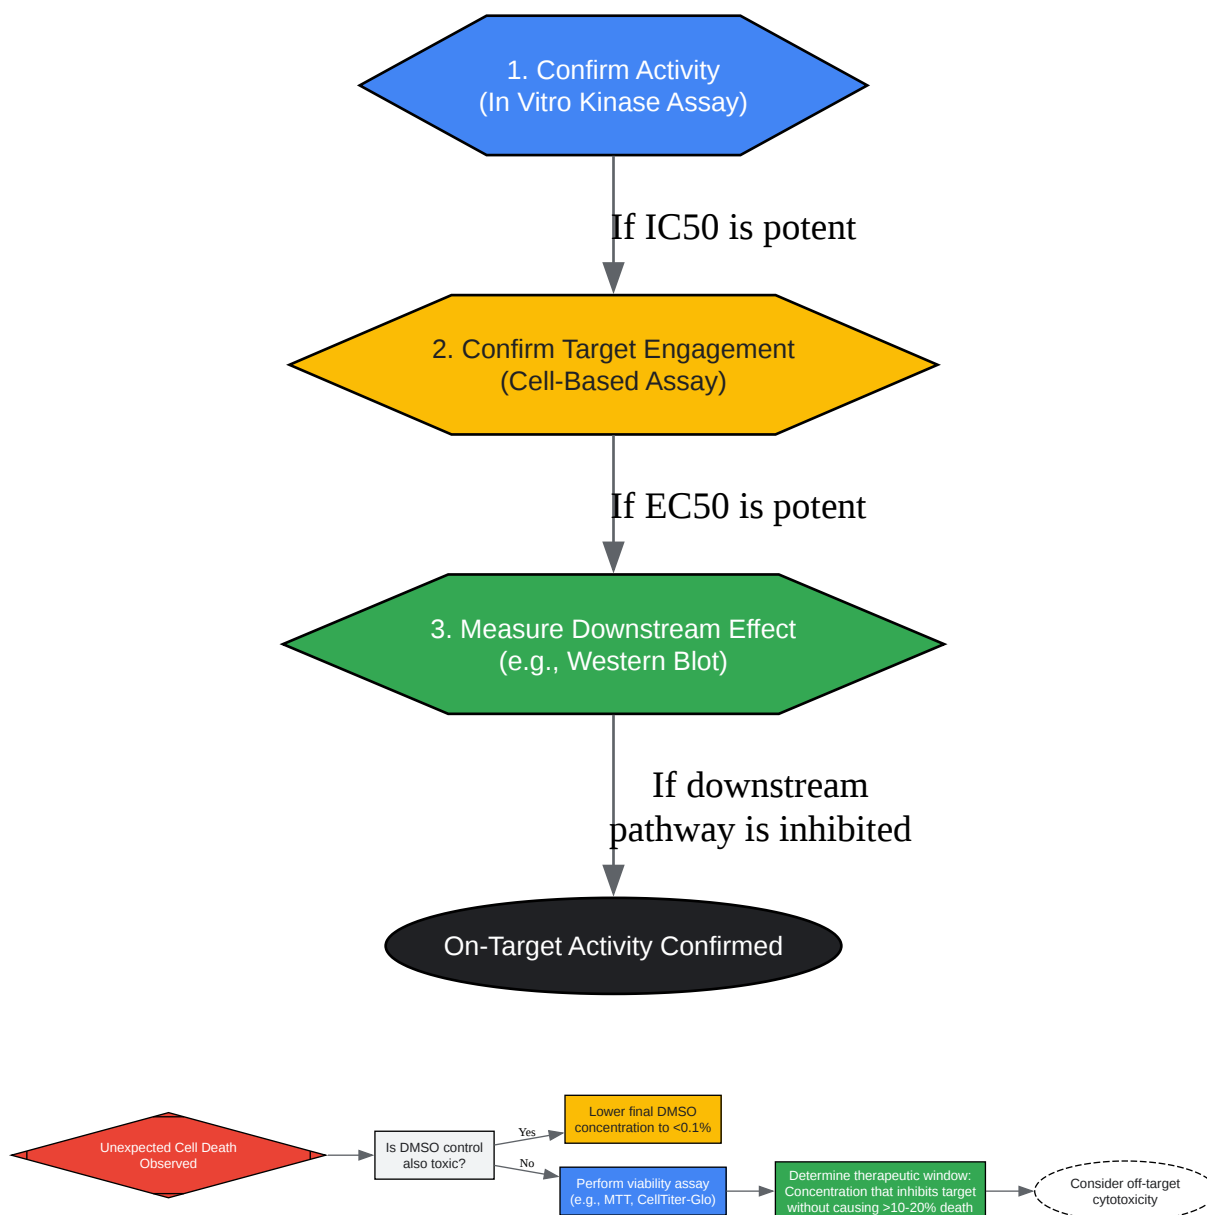 1. Confirm Activity
(In Vitro Kinase Assay)
If IC50 is potent
2. Confirm Target Engagement
(Cell-Based Assay)
If EC50 is potent
3. Measure Downstream Effect
(e.g., Western Blot)
If downstream
pathway is inhibited
On-Target Activity Confirmed
Unexpected Cell Death
Observed
Is DMSO control
also toxic?
Yes
Lower final DMSO
concentration to <0.1%
No
Perform viability assay
(e.g., MTT, CellTiter-Glo)
Determine therapeutic window:
Concentration that inhibits target
without causing >10-20% death
Consider off-target
cytotoxicity